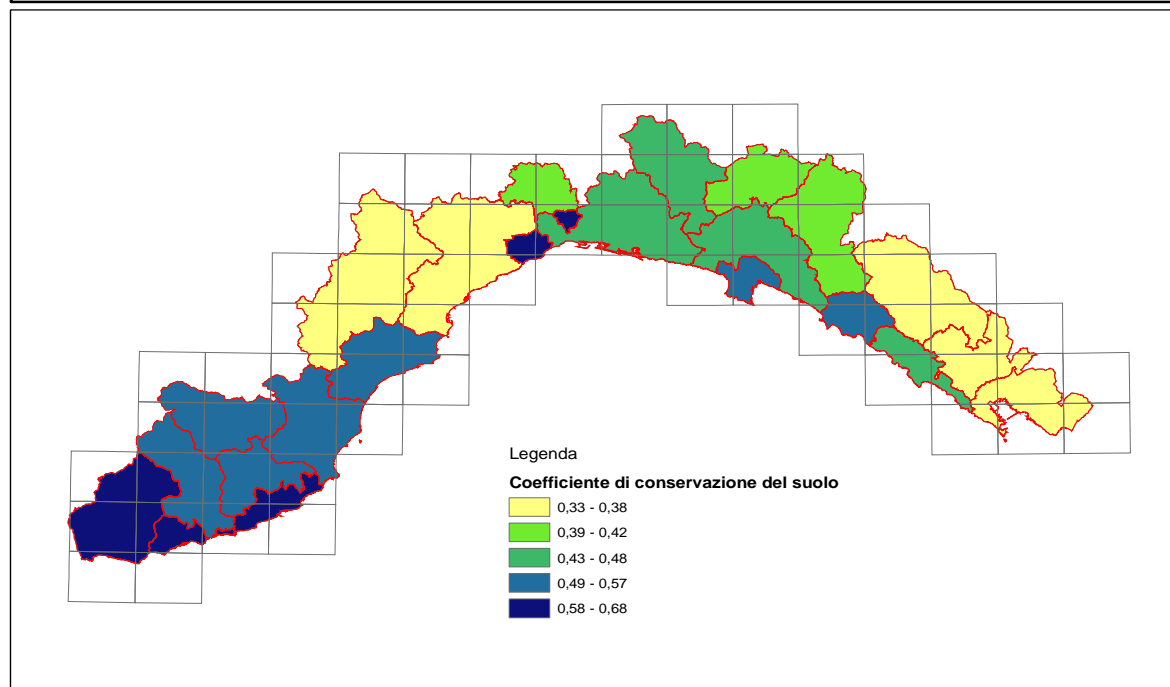 Legenda
Coefficiente di conservazione del suolo
0,33 - 0,38
0,39 - 0,42
0,43 - 0,48
0,49 - 0,57
0,58 - 0,68